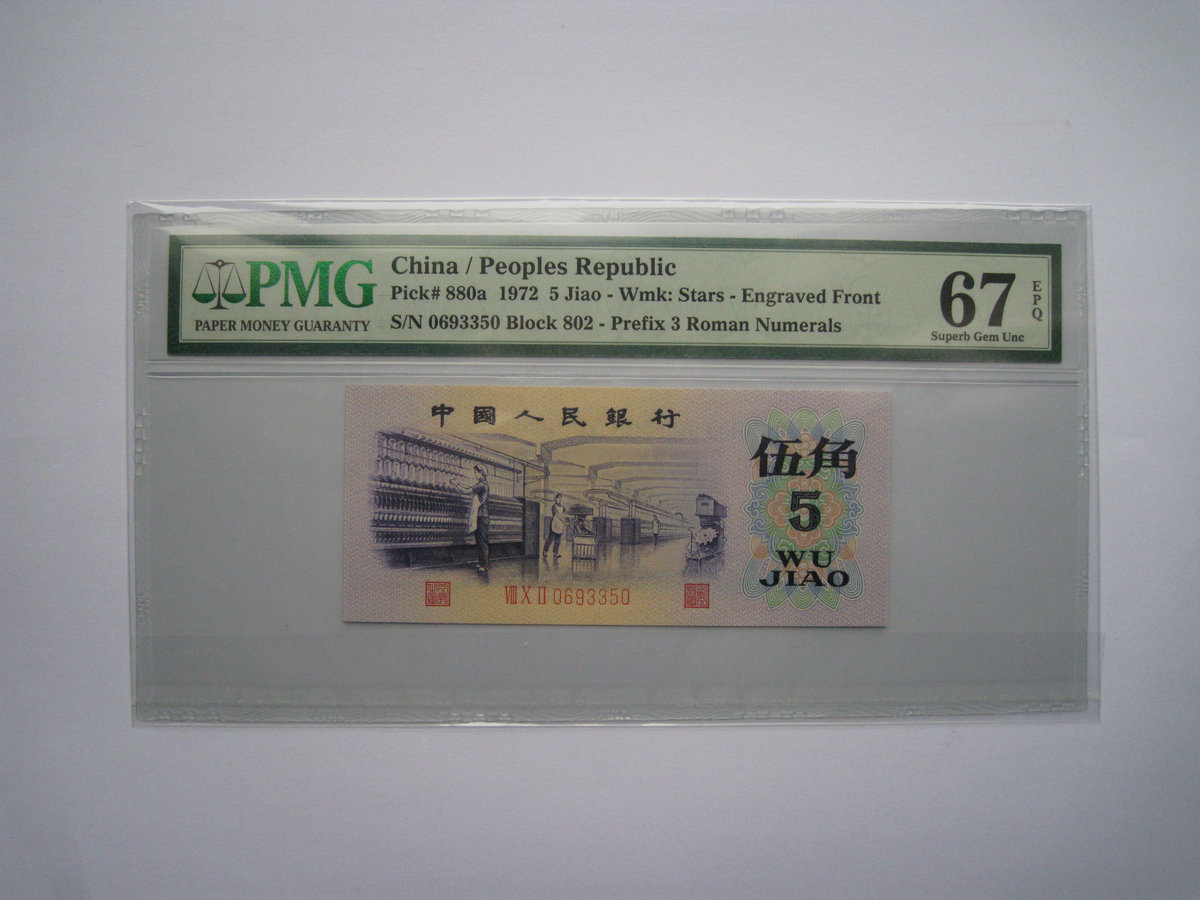 PMG
PAPER MONEY GUARANTY
China / Peoples Republic
Pick# 880a 1972 5 Jiao - Wmk: Stars - Engraved Front
S/N 0693350 Block 802 - Prefix 3 Roman Numerals
67
EPQ
Superb Gem Unc
中國人民銀行
伍角
5
WU
JIAO
VIII X II 0693350